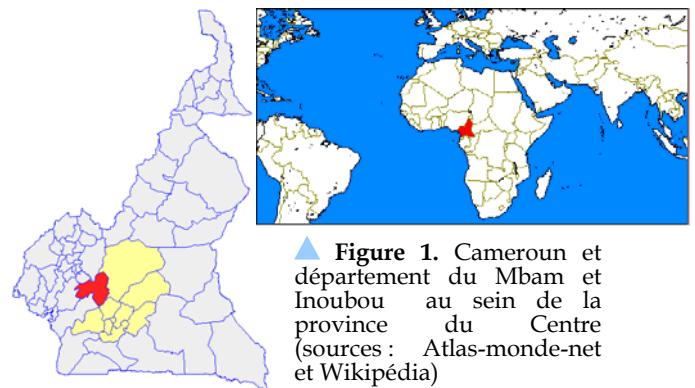 Figure 1. Cameroun et
département du Mbam et
Inoubou au sein de la
province du Centre
(sources : Atlas-monde-net
et Wikipédia)